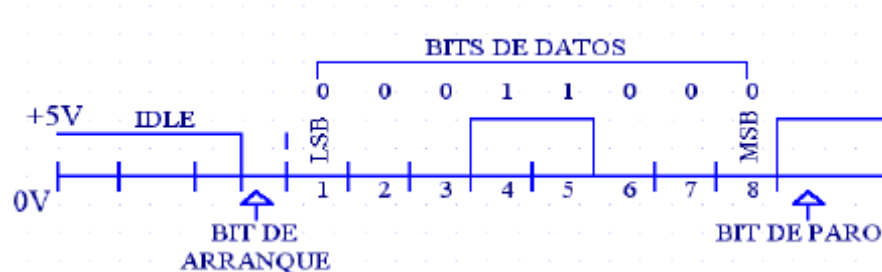 BITS DE DATOS
0 0 0 1 1 0 0 0
+5V IDLE LSB MSB
0V 1 2 3 4 5 6 7 8
BIT DE ARRANQUE
BIT DE PARO